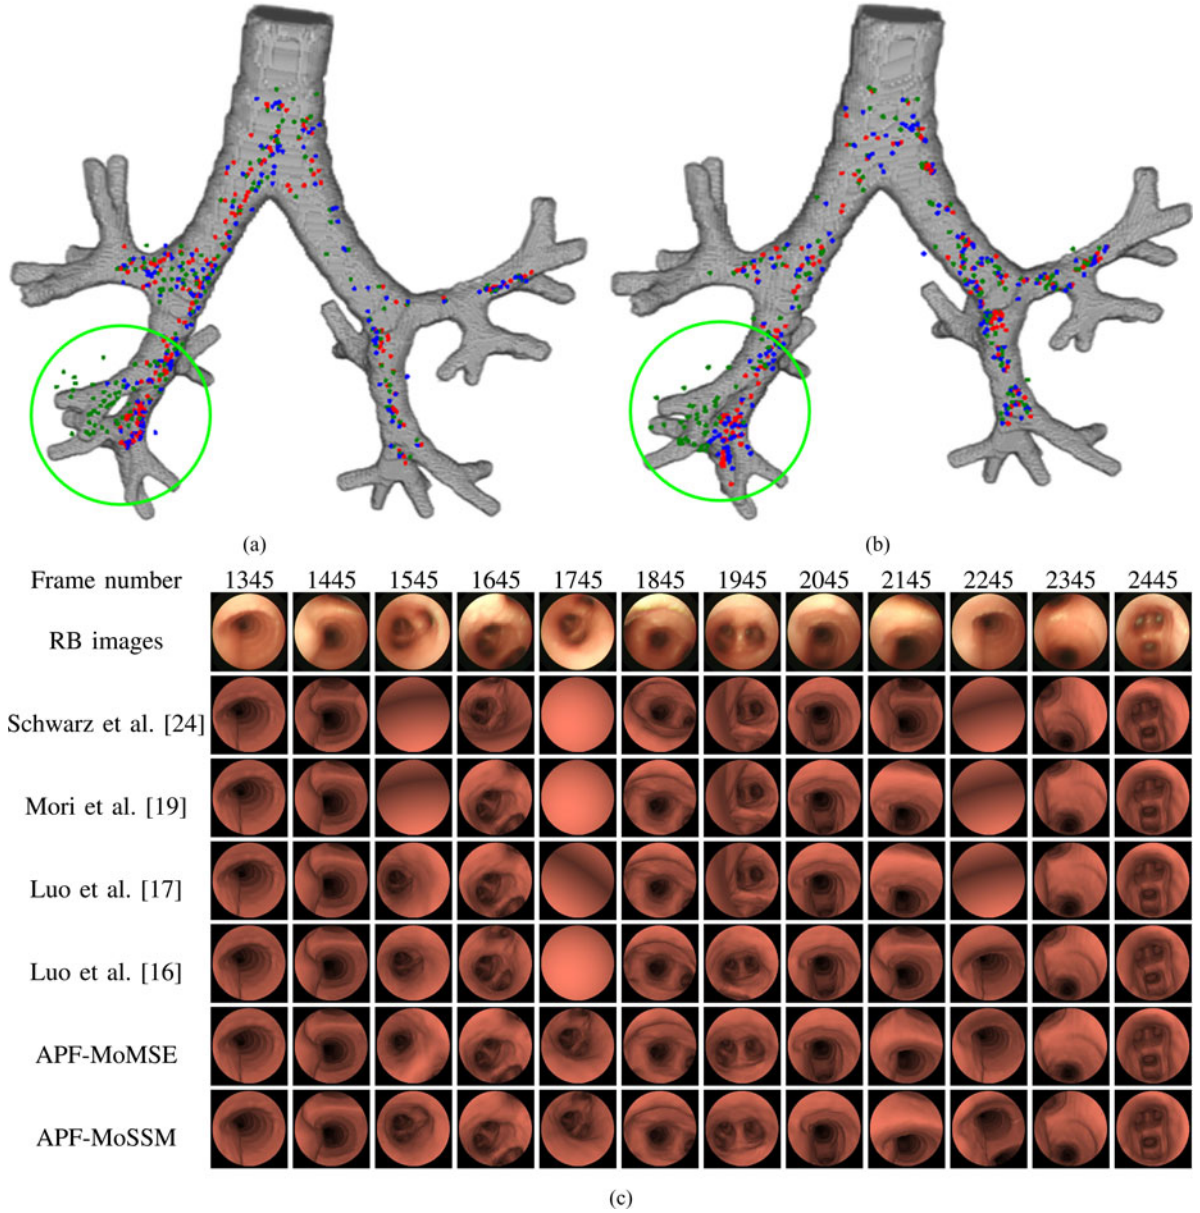 (a) (b)
Frame number 1345 1445 1545 1645 1745 1845 1945 2045 2145 2245 2345 2445
RB images
Schwarz et al. [24]
Mori et al. [19]
Luo et al. [17]
Luo et al. [16]
APF-MoMSE
APF-MoSSM
(c)